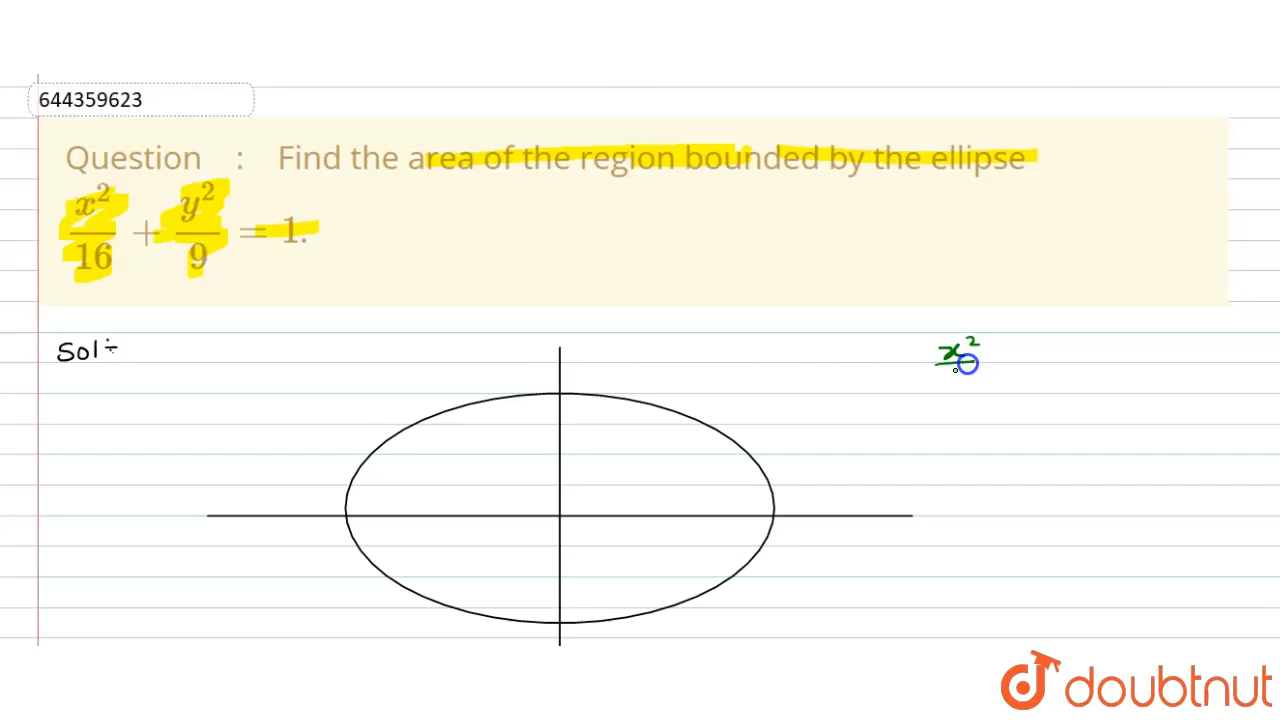 644359623
Question : Find the area of the region bounded by the ellipse
x²/16 + y²/9 = 1.
Sol÷
x²
doubtnut